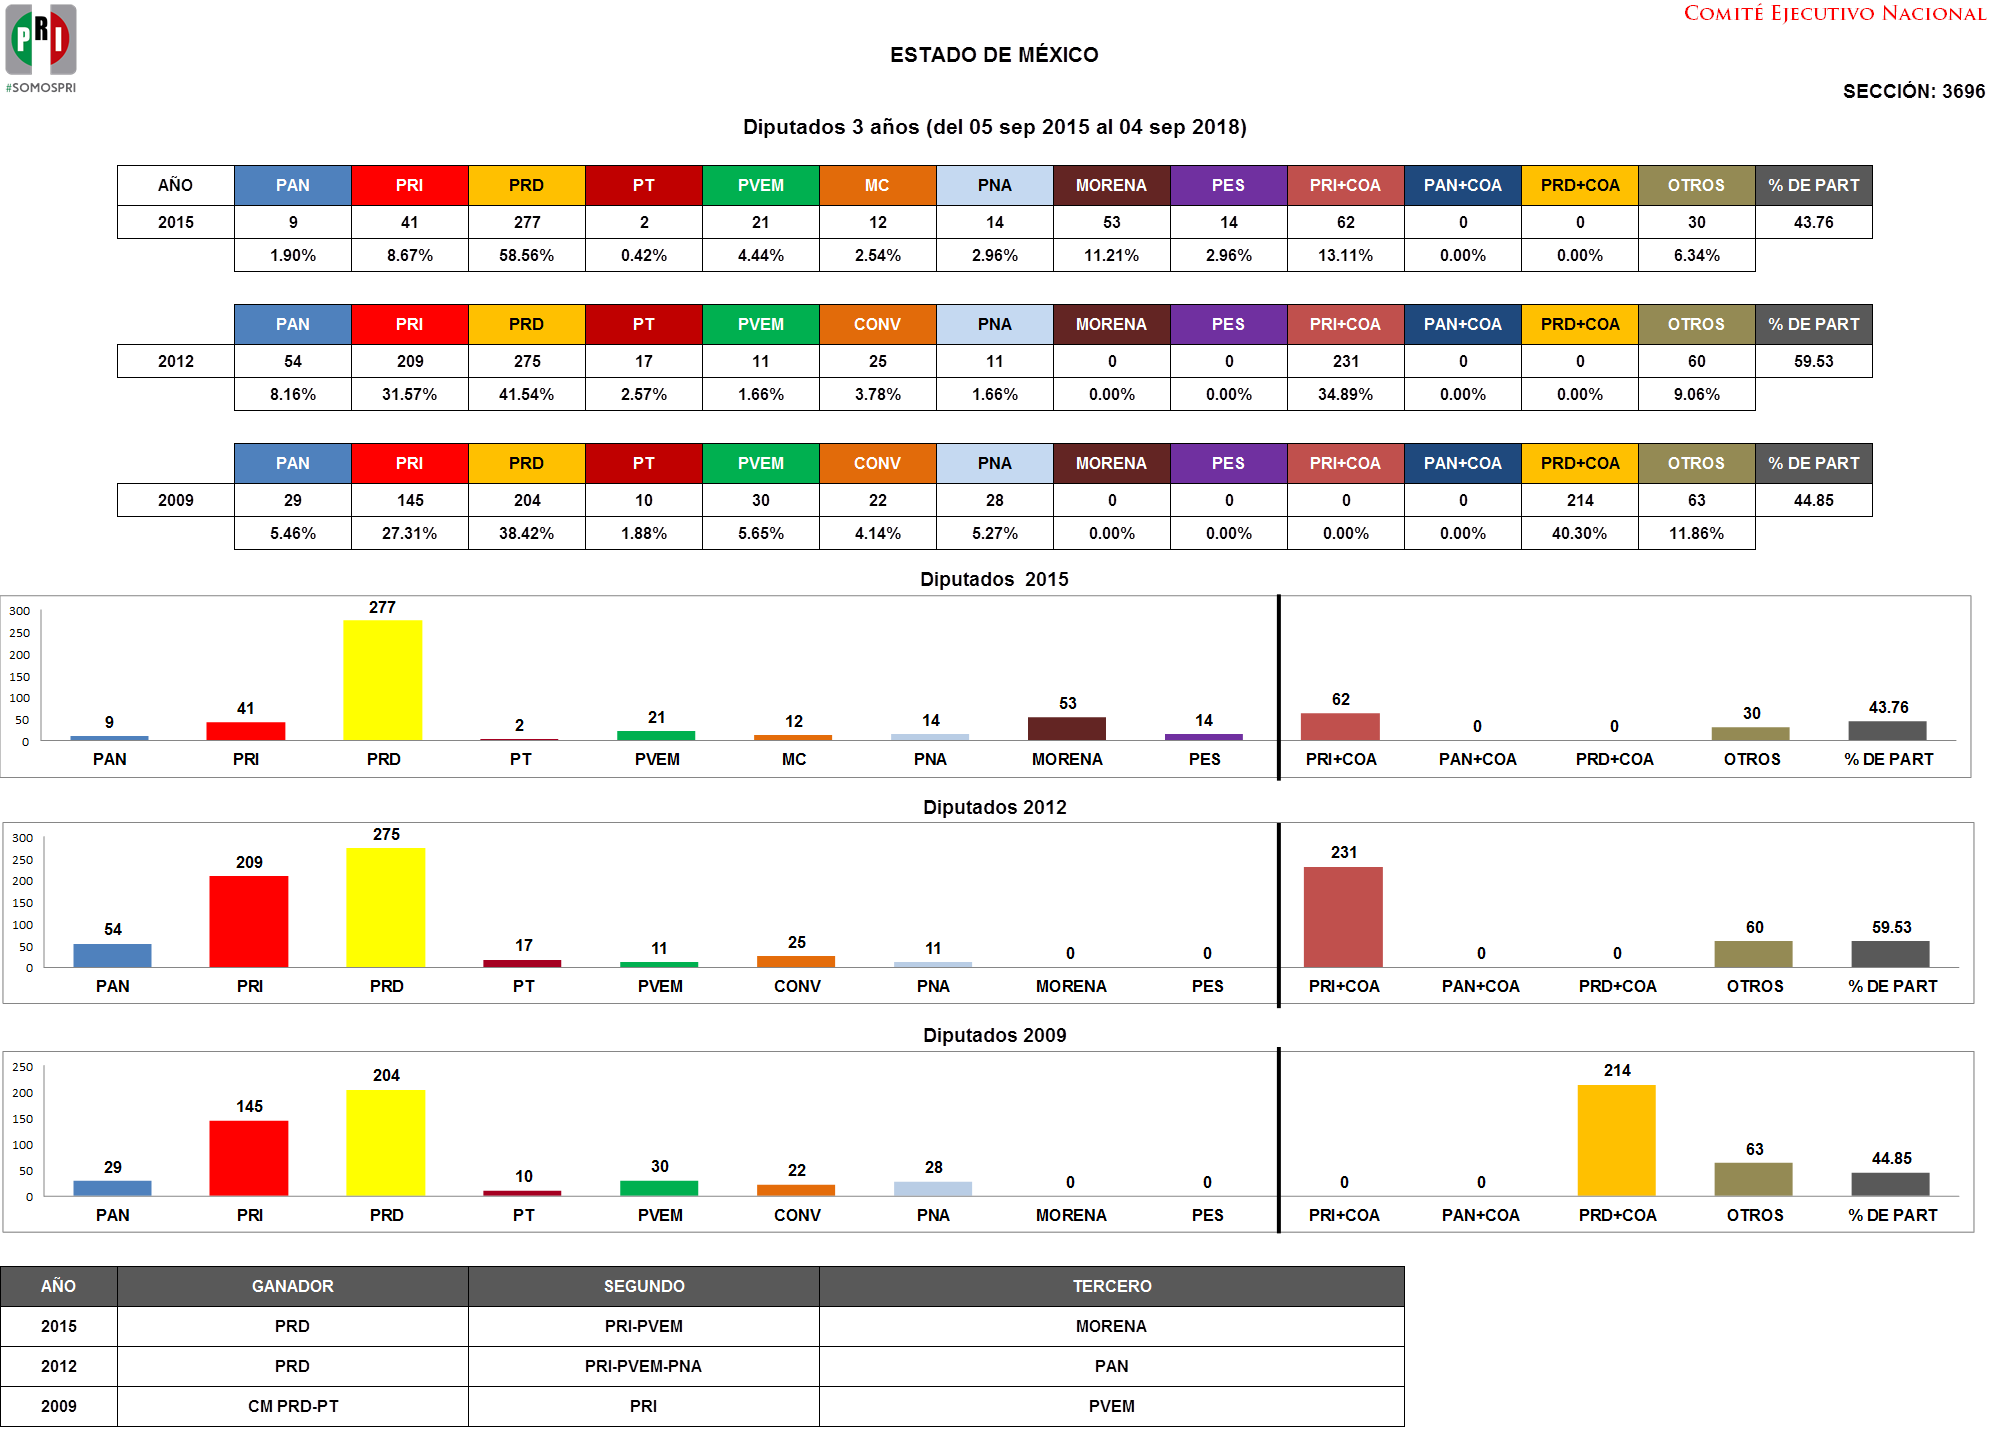 PRI
#SOMOSPRI
COMITÉ EJECUTIVO NACIONAL
ESTADO DE MÉXICO
SECCIÓN: 3696
Diputados 3 años (del 05 sep 2015 al 04 sep 2018)
AÑO PAN PRI PRD PT PVEM MC PNA MORENA PES PRI+COA PAN+COA PRD+COA OTROS % DE PART
2015 9 41 277 2 21 12 14 53 14 62 0 0 30 43.76
1.90% 8.67% 58.56% 0.42% 4.44% 2.54% 2.96% 11.21% 2.96% 13.11% 0.00% 0.00% 6.34%
PAN PRI PRD PT PVEM CONV PNA MORENA PES PRI+COA PAN+COA PRD+COA OTROS % DE PART
2012 54 209 275 17 11 25 11 0 0 231 0 0 60 59.53
8.16% 31.57% 41.54% 2.57% 1.66% 3.78% 1.66% 0.00% 0.00% 34.89% 0.00% 0.00% 9.06%
PAN PRI PRD PT PVEM CONV PNA MORENA PES PRI+COA PAN+COA PRD+COA OTROS % DE PART
2009 29 145 204 10 30 22 28 0 0 0 0 214 63 44.85
5.46% 27.31% 38.42% 1.88% 5.65% 4.14% 5.27% 0.00% 0.00% 0.00% 0.00% 40.30% 11.86%
Diputados 2015
300
250
200
150
100
50
0
9 41 277 2 21 12 14 53 14 62 0 0 30 43.76
PAN PRI PRD PT PVEM MC PNA MORENA PES PRI+COA PAN+COA PRD+COA OTROS % DE PART
Diputados 2012
300
250
200
150
100
50
0
54 209 275 17 11 25 11 0 0 231 0 0 60 59.53
PAN PRI PRD PT PVEM CONV PNA MORENA PES PRI+COA PAN+COA PRD+COA OTROS % DE PART
Diputados 2009
250
200
150
100
50
0
29 145 204 10 30 22 28 0 0 0 0 214 63 44.85
PAN PRI PRD PT PVEM CONV PNA MORENA PES PRI+COA PAN+COA PRD+COA OTROS % DE PART
AÑO GANADOR SEGUNDO TERCERO
2015 PRD PRI-PVEM MORENA
2012 PRD PRI-PVEM-PNA PAN
2009 CM PRD-PT PRI PVEM